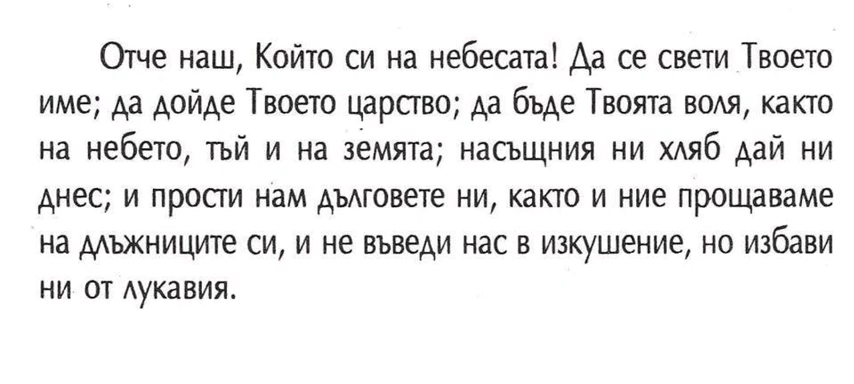 Отче наш, Който си на небесата! Да се свети Твоето
име; да дойде Твоето царство; да бъде Твоята воля, както
на небето, тъй и на земята; насъщния ни хляб дай ни
днес; и прости нам дълговете ни, както и ние прощаваме
на длъжниците си, и не въведи нас в изкушение, но избави
ни от лукавия.